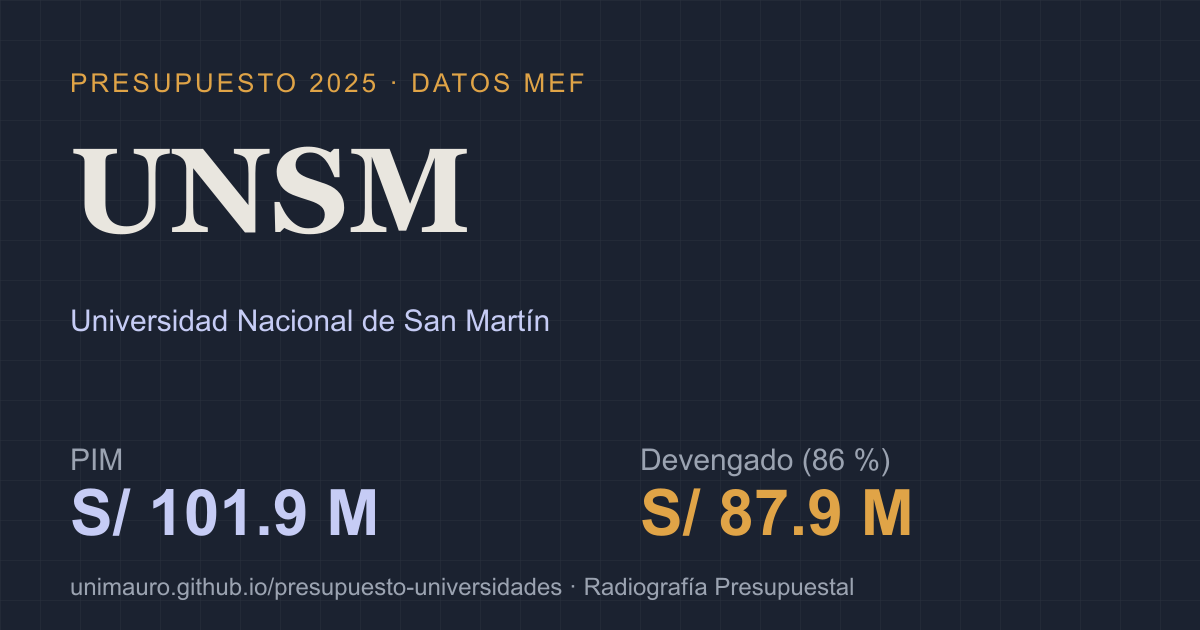 PRESUPUESTO 2025 · DATOS MEF
UNSM
Universidad Nacional de San Martín
PIM
S/ 101.9 M
Devengado (86 %)
S/ 87.9 M
unimauro.github.io/presupuesto-universidades · Radiografía Presupuestal